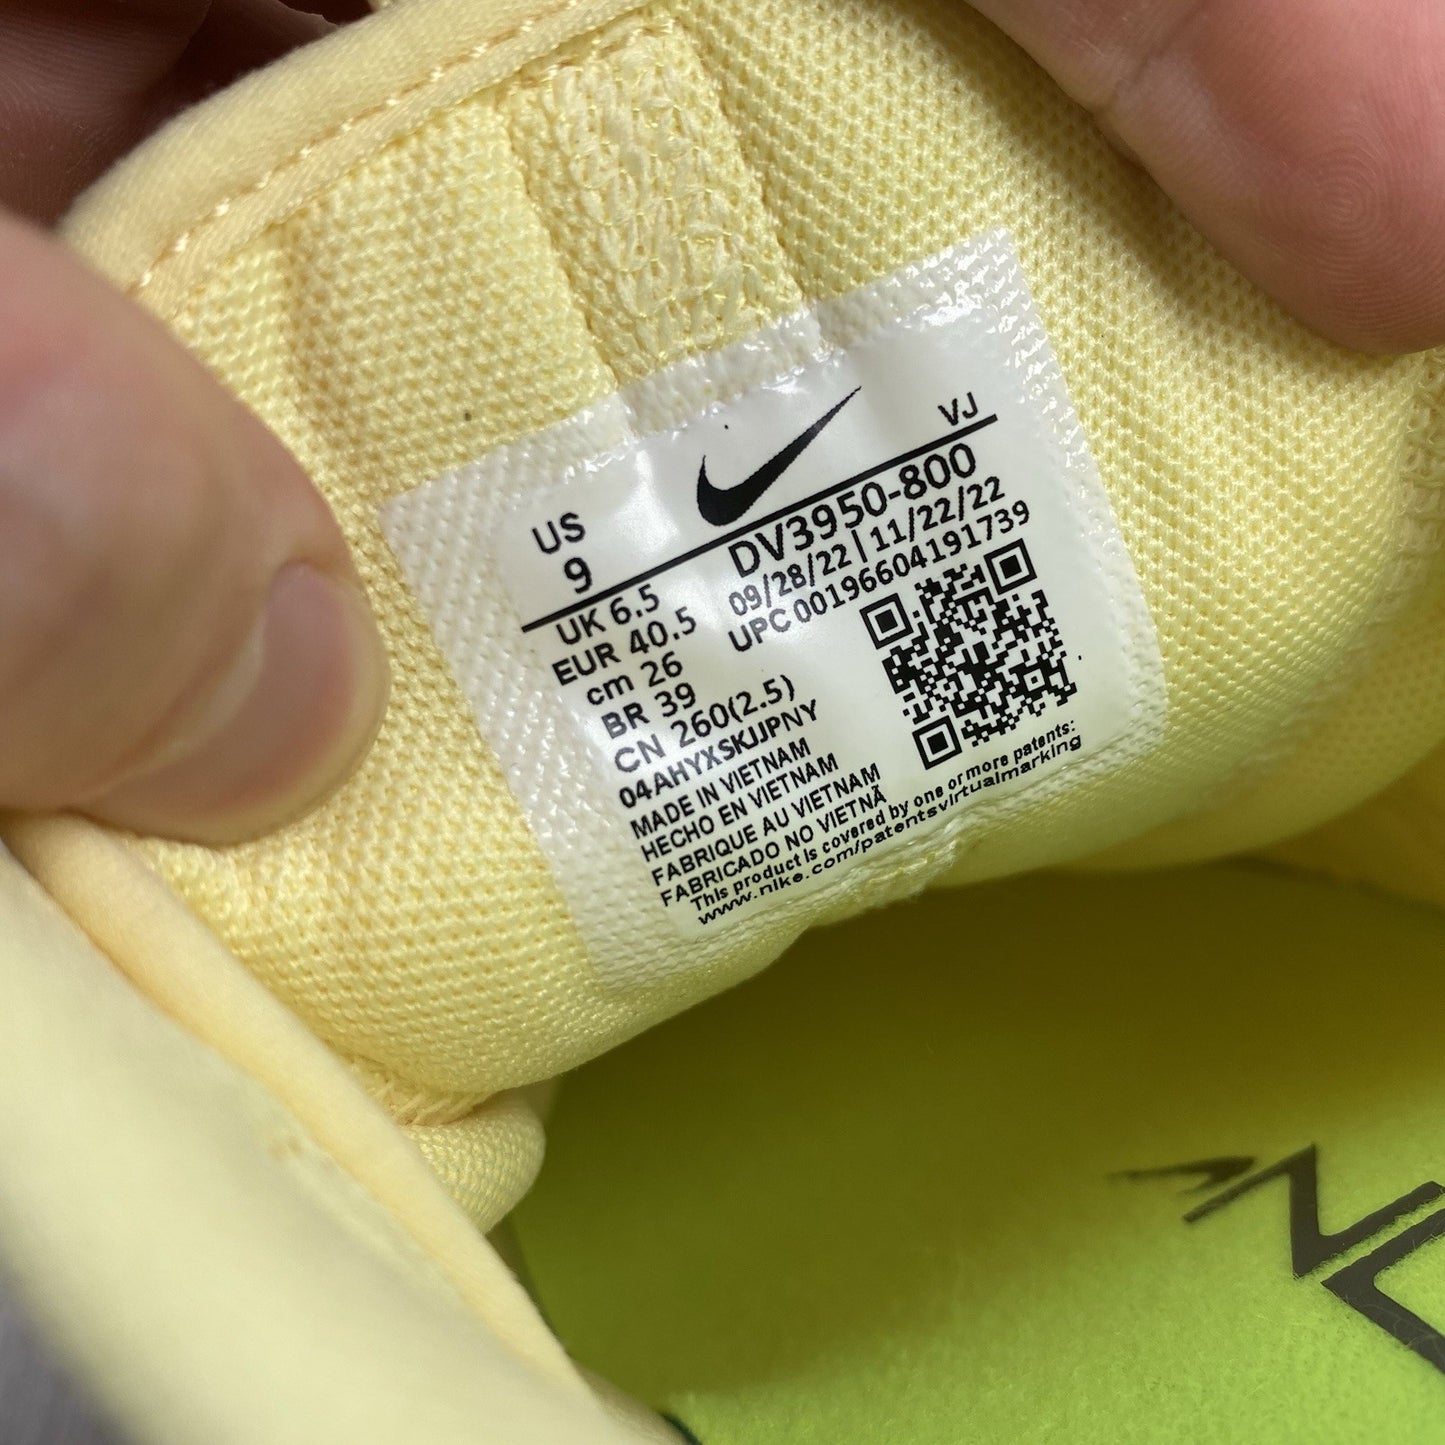 VJ
US
9
DV3950-800
09/28/22 | 11/22/22
UPC 00196604191739
UK 6.5
EUR 40.5
cm 26
BR 39
CN 260(2.5)
04AHYXSKJJPNY
MADE IN VIETNAM
HECHO EN VIETNAM
FABRIQUE AU VIETNAM
FABRICADO NO VIETNÃ
This product is covered by one or more patents:
www.nike.com/patentsvirtualmarking